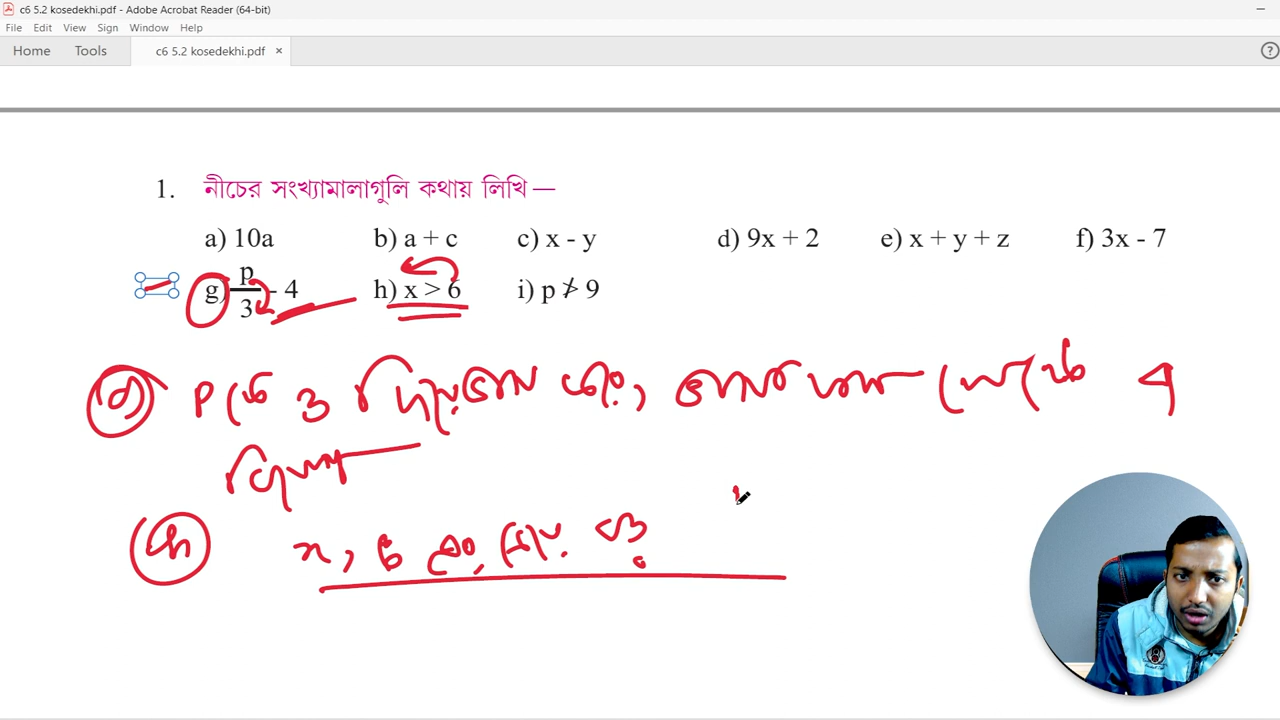 c6 5.2 kosedekhi.pdf - Adobe Acrobat Reader (64-bit)
File Edit View Sign Window Help
Home Tools c6 5.2 kosedekhi.pdf ×
1. নীচের সংখ্যামালাগুলি কথায় লিখি —
a) 10a b) a + c c) x - y d) 9x + 2 e) x + y + z f) 3x - 7
g) p/3 - 4 h) x > 6 i) p ≯ 9
P কে 3 দিয়ে ভাগ করে, ভাগফল থেকে 4
বিয়োগ
h x, 6 এর চেয়ে বড়